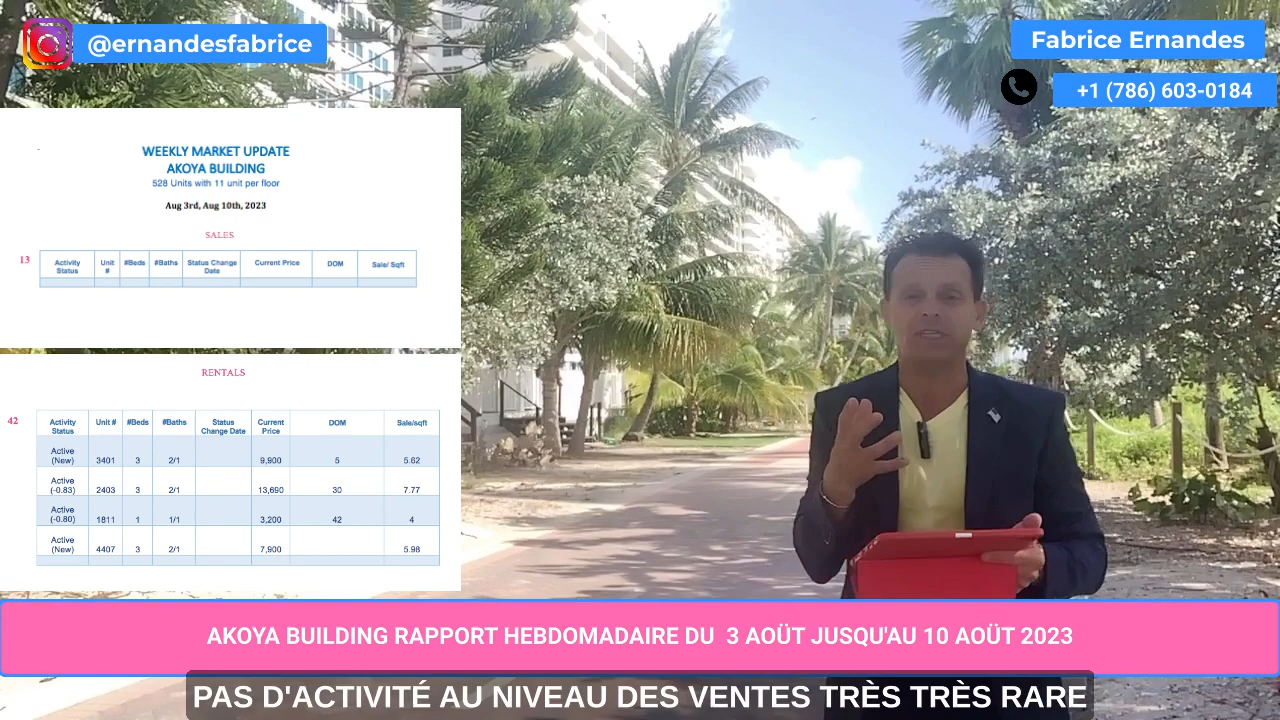 @ernandesfabrice
Fabrice Ernandes
+1 (786) 603-0184
WEEKLY MARKET UPDATE
AKOYA BUILDING
528 Units with 11 unit per floor
Aug 3rd, Aug 10th, 2023
SALES
13
Activity Status Unit # #Beds #Baths Status Change Date Current Price DOM Sale/ Sqft
RENTALS
42
Activity Status Unit # #Beds #Baths Status Change Date Current Price DOM Sale/sqft
Active (New) 3401 3 2/1 9,900 5 5.62
Active (-0.83) 2403 3 2/1 13,690 30 7.77
Active (-0.80) 1811 1 1/1 3,200 42 4
Active (New) 4407 3 2/1 7,900 5.98
AKOYA BUILDING RAPPORT HEBDOMADAIRE DU 3 AOÜT JUSQU'AU 10 AOÜT 2023
PAS D'ACTIVITÉ AU NIVEAU DES VENTES TRÈS TRÈS RARE